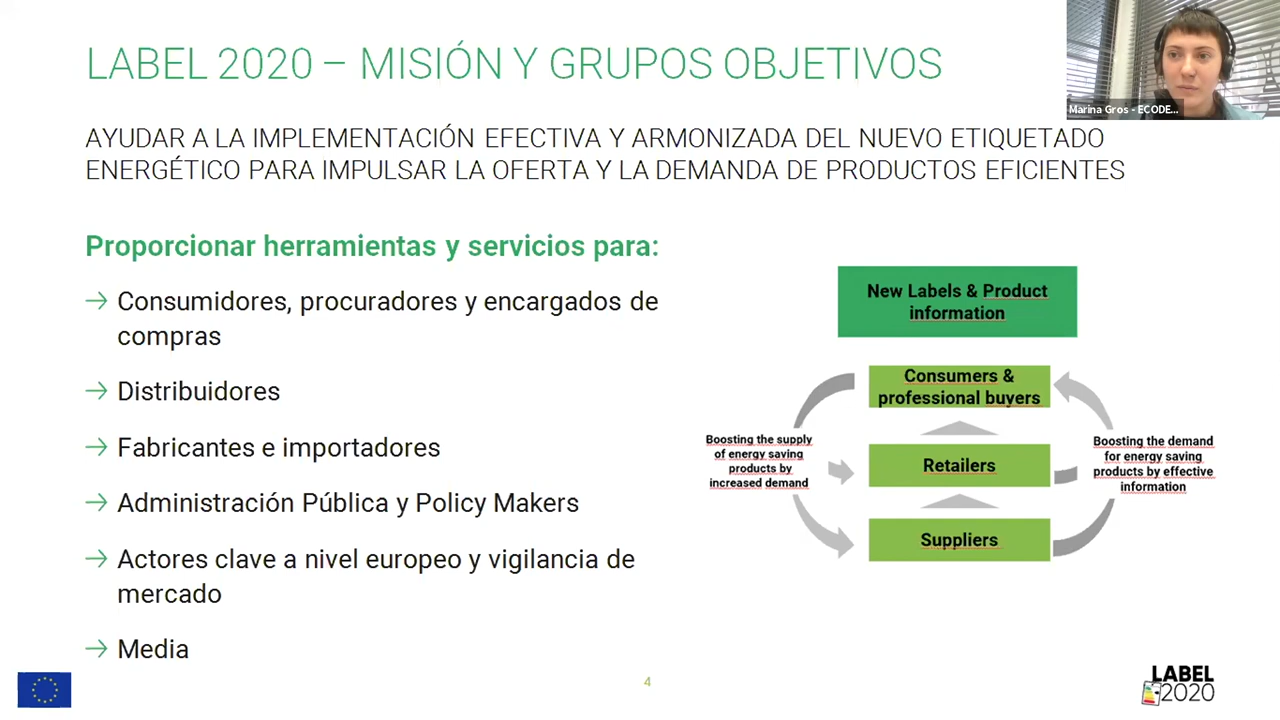 LABEL 2020 – MISIÓN Y GRUPOS OBJETIVOS
Marina Gros - ECODE...
AYUDAR A LA IMPLEMENTACIÓN EFECTIVA Y ARMONIZADA DEL NUEVO ETIQUETADO
ENERGÉTICO PARA IMPULSAR LA OFERTA Y LA DEMANDA DE PRODUCTOS EFICIENTES
Proporcionar herramientas y servicios para:
→ Consumidores, procuradores y encargados de
compras
→ Distribuidores
→ Fabricantes e importadores
→ Administración Pública y Policy Makers
→ Actores clave a nivel europeo y vigilancia de
mercado
→ Media
New Labels & Product
information
Consumers &
professional buyers
Boosting the supply
of energy saving
products by
increased demand
Retailers
Boosting the demand
for energy saving
products by effective
information
Suppliers
4
LABEL
2020